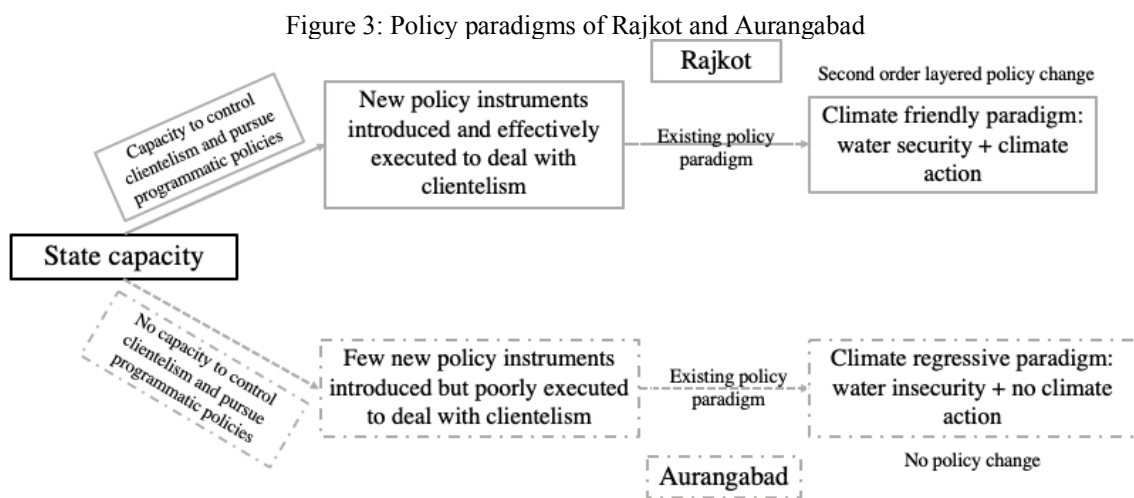 Figure 3: Policy paradigms of Rajkot and Aurangabad
Rajkot
Second order layered policy change
Capacity to control
clientelism and pursue
programmatic policies
New policy instruments
introduced and effectively
executed to deal with
clientelism
Existing policy
paradigm
Climate friendly paradigm:
water security + climate
action
State capacity
No capacity to control
clientelism and pursue
programmatic policies
Few new policy instruments
introduced but poorly executed
to deal with clientelism
Existing policy
paradigm
Climate regressive paradigm:
water insecurity + no climate
action
Aurangabad
No policy change